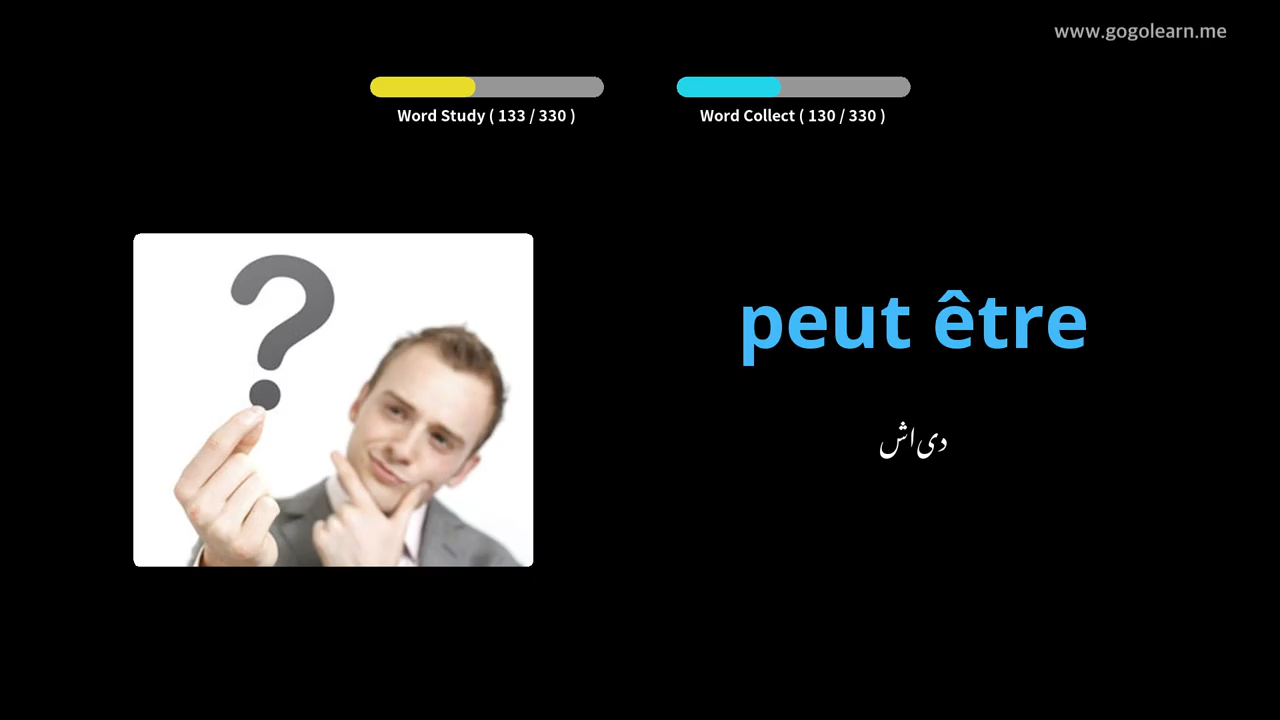 www.gogolearn.me
Word Study ( 133 / 330 )
Word Collect ( 130 / 330 )
peut être
دی‌اش